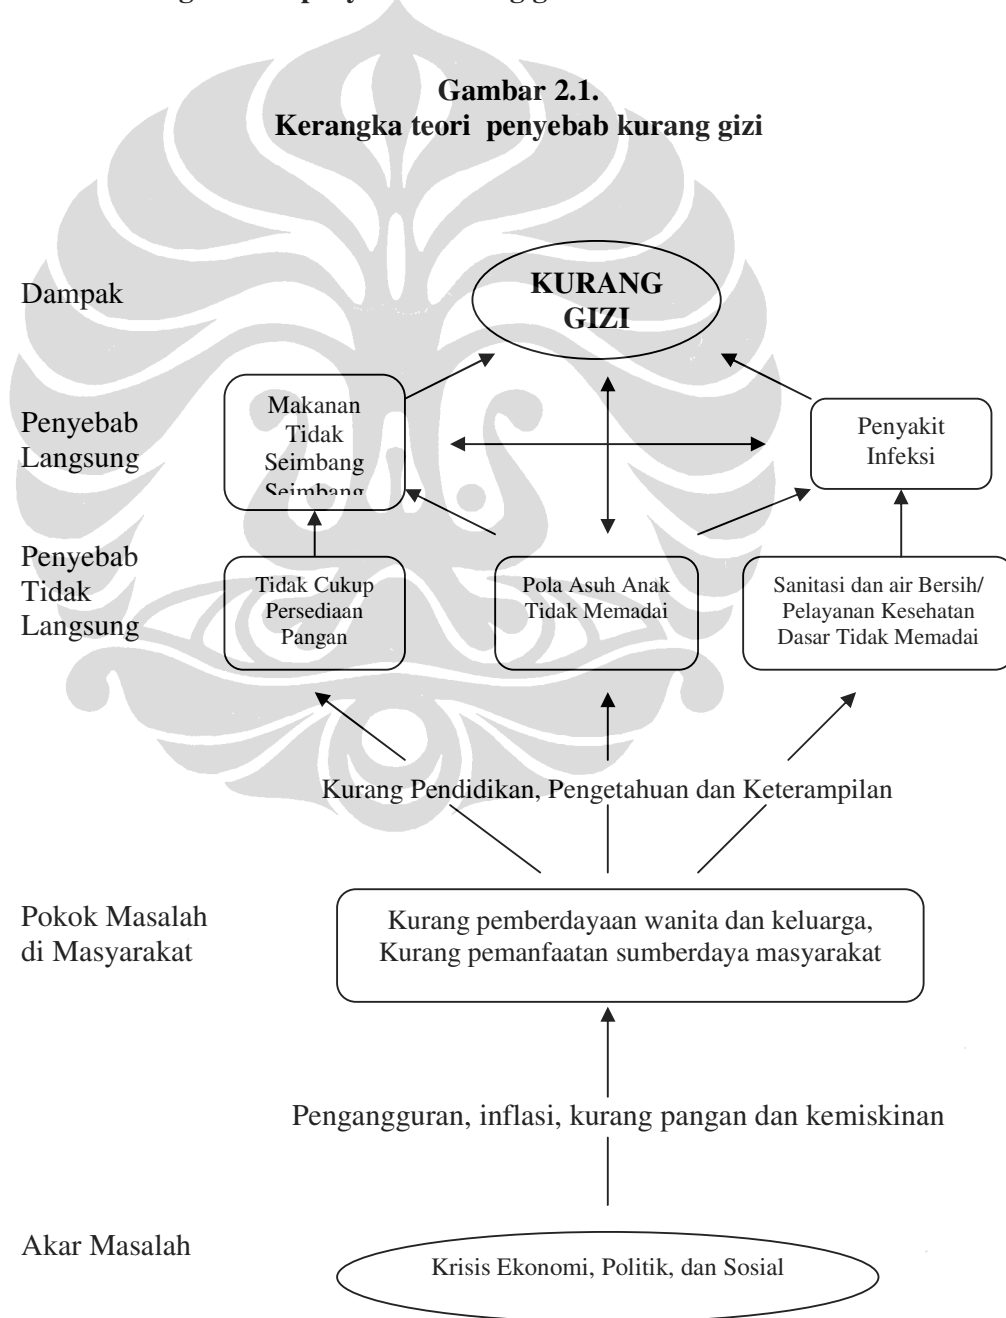 Gambar 2.1.
Kerangka teori penyebab kurang gizi
Dampak
KURANG
GIZI
Penyebab
Langsung
Makanan
Tidak
Seimbang
Seimbang
Penyakit
Infeksi
Penyebab
Tidak
Langsung
Tidak Cukup
Persediaan
Pangan
Pola Asuh Anak
Tidak Memadai
Sanitasi dan air Bersih/
Pelayanan Kesehatan
Dasar Tidak Memadai
Kurang Pendidikan, Pengetahuan dan Keterampilan
Pokok Masalah
di Masyarakat
Kurang pemberdayaan wanita dan keluarga,
Kurang pemanfaatan sumberdaya masyarakat
Pengangguran, inflasi, kurang pangan dan kemiskinan
Akar Masalah
Krisis Ekonomi, Politik, dan Sosial